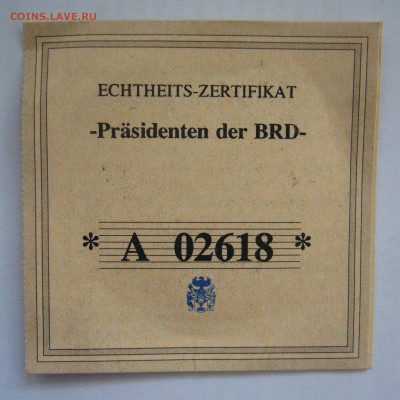 COINS.LAVE.RU
ECHTHEITS-ZERTIFIKAT
-Präsidenten der BRD-
* A 02618 *